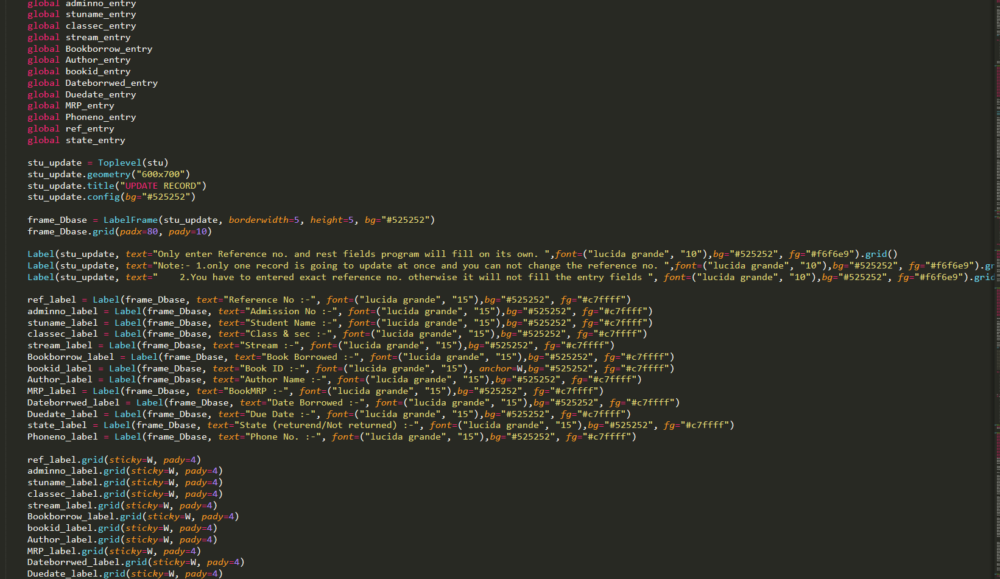 global adminno_entry
global stuname_entry
global classec_entry
global stream_entry
global Bookborrow_entry
global Author_entry
global bookid_entry
global Dateborrwed_entry
global Duedate_entry
global MRP_entry
global Phoneno_entry
global ref_entry
global state_entry
stu_update = Toplevel(stu)
stu_update.geometry("600x700")
stu_update.title("UPDATE RECORD")
stu_update.config(bg="#525252")
frame_Dbase = LabelFrame(stu_update, borderwidth=5, height=5, bg="#525252")
frame_Dbase.grid(padx=80, pady=10)
Label(stu_update, text="Only enter Reference no. and rest fields program will fill on its own. ",font=("lucida grande", "10"),bg="#525252", fg="#f6f6e9").grid()
Label(stu_update, text="Note:- 1.only one record is going to update at once and you can not change the reference no. ",font=("lucida grande", "10"),bg="#525252", fg="#f6f6e9").gr
Label(stu_update, text="    2.You have to entered exact reference no. otherwise it will not fill the entry fields ", font=("lucida grande", "10"),bg="#525252", fg="#f6f6e9").grid
ref_label = Label(frame_Dbase, text="Reference No :-", font=("lucida grande", "15"),bg="#525252", fg="#c7ffff")
adminno_label = Label(frame_Dbase, text="Admission No :-", font=("lucida grande", "15"),bg="#525252", fg="#c7ffff")
stuname_label = Label(frame_Dbase, text="Student Name :-", font=("lucida grande", "15"),bg="#525252", fg="#c7ffff")
classec_label = Label(frame_Dbase, text="Class & sec :-", font=("lucida grande", "15"),bg="#525252", fg="#c7ffff")
stream_label = Label(frame_Dbase, text="Stream :-", font=("lucida grande", "15"),bg="#525252", fg="#c7ffff")
Bookborrow_label = Label(frame_Dbase, text="Book Borrowed :-", font=("lucida grande", "15"),bg="#525252", fg="#c7ffff")
bookid_label = Label(frame_Dbase, text="Book ID :-", font=("lucida grande", "15"), anchor=W,bg="#525252", fg="#c7ffff")
Author_label = Label(frame_Dbase, text="Author Name :-", font=("lucida grande", "15"),bg="#525252", fg="#c7ffff")
MRP_label = Label(frame_Dbase, text="BookMRP :-", font=("lucida grande", "15"),bg="#525252", fg="#c7ffff")
Dateborrwed_label = Label(frame_Dbase, text="Date Borrowed :-", font=("lucida grande", "15"),bg="#525252", fg="#c7ffff")
Duedate_label = Label(frame_Dbase, text="Due Date :-", font=("lucida grande", "15"),bg="#525252", fg="#c7ffff")
state_label = Label(frame_Dbase, text="State (returend/Not returned) :-", font=("lucida grande", "15"),bg="#525252", fg="#c7ffff")
Phoneno_label = Label(frame_Dbase, text="Phone No. :-", font=("lucida grande", "15"),bg="#525252", fg="#c7ffff")
ref_label.grid(sticky=W, pady=4)
adminno_label.grid(sticky=W, pady=4)
stuname_label.grid(sticky=W, pady=4)
classec_label.grid(sticky=W, pady=4)
stream_label.grid(sticky=W, pady=4)
Bookborrow_label.grid(sticky=W, pady=4)
bookid_label.grid(sticky=W, pady=4)
Author_label.grid(sticky=W, pady=4)
MRP_label.grid(sticky=W, pady=4)
Dateborrwed_label.grid(sticky=W, pady=4)
Duedate_label.grid(sticky=W, pady=4)